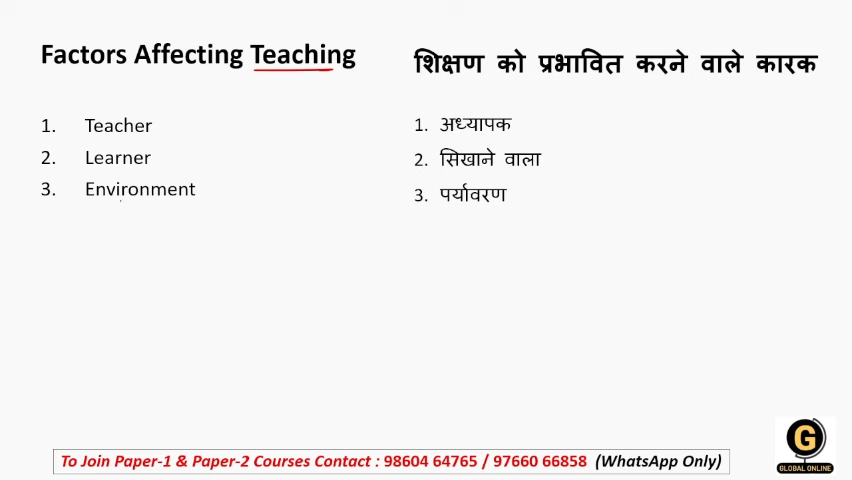 Factors Affecting Teaching
1. Teacher
2. Learner
3. Environment
शिक्षण को प्रभावित करने वाले कारक
1. अध्यापक
2. सिखाने वाला
3. पर्यावरण
To Join Paper-1 & Paper-2 Courses Contact : 98604 64765 / 97660 66858 (WhatsApp Only)
G
GLOBAL ONLINE